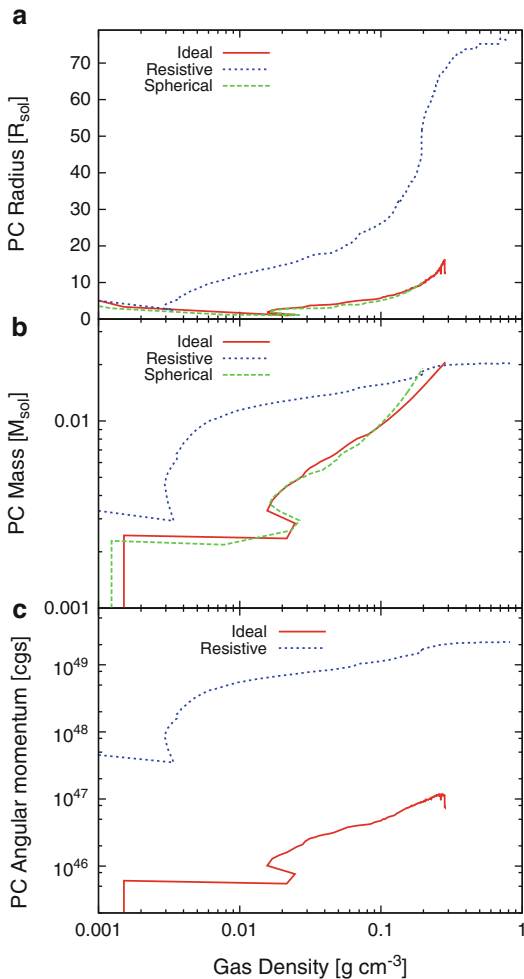 a
Ideal
Resistive
Spherical
PC Radius [R_sol]
70
60
50
40
30
20
10
0
b
Ideal
Resistive
Spherical
PC Mass [M_sol]
0.01
0.001
c
Ideal
Resistive
PC Angular momentum [cgs]
10^49
10^48
10^47
10^46
0.001 0.01 0.1 1
Gas Density [g cm^-3]